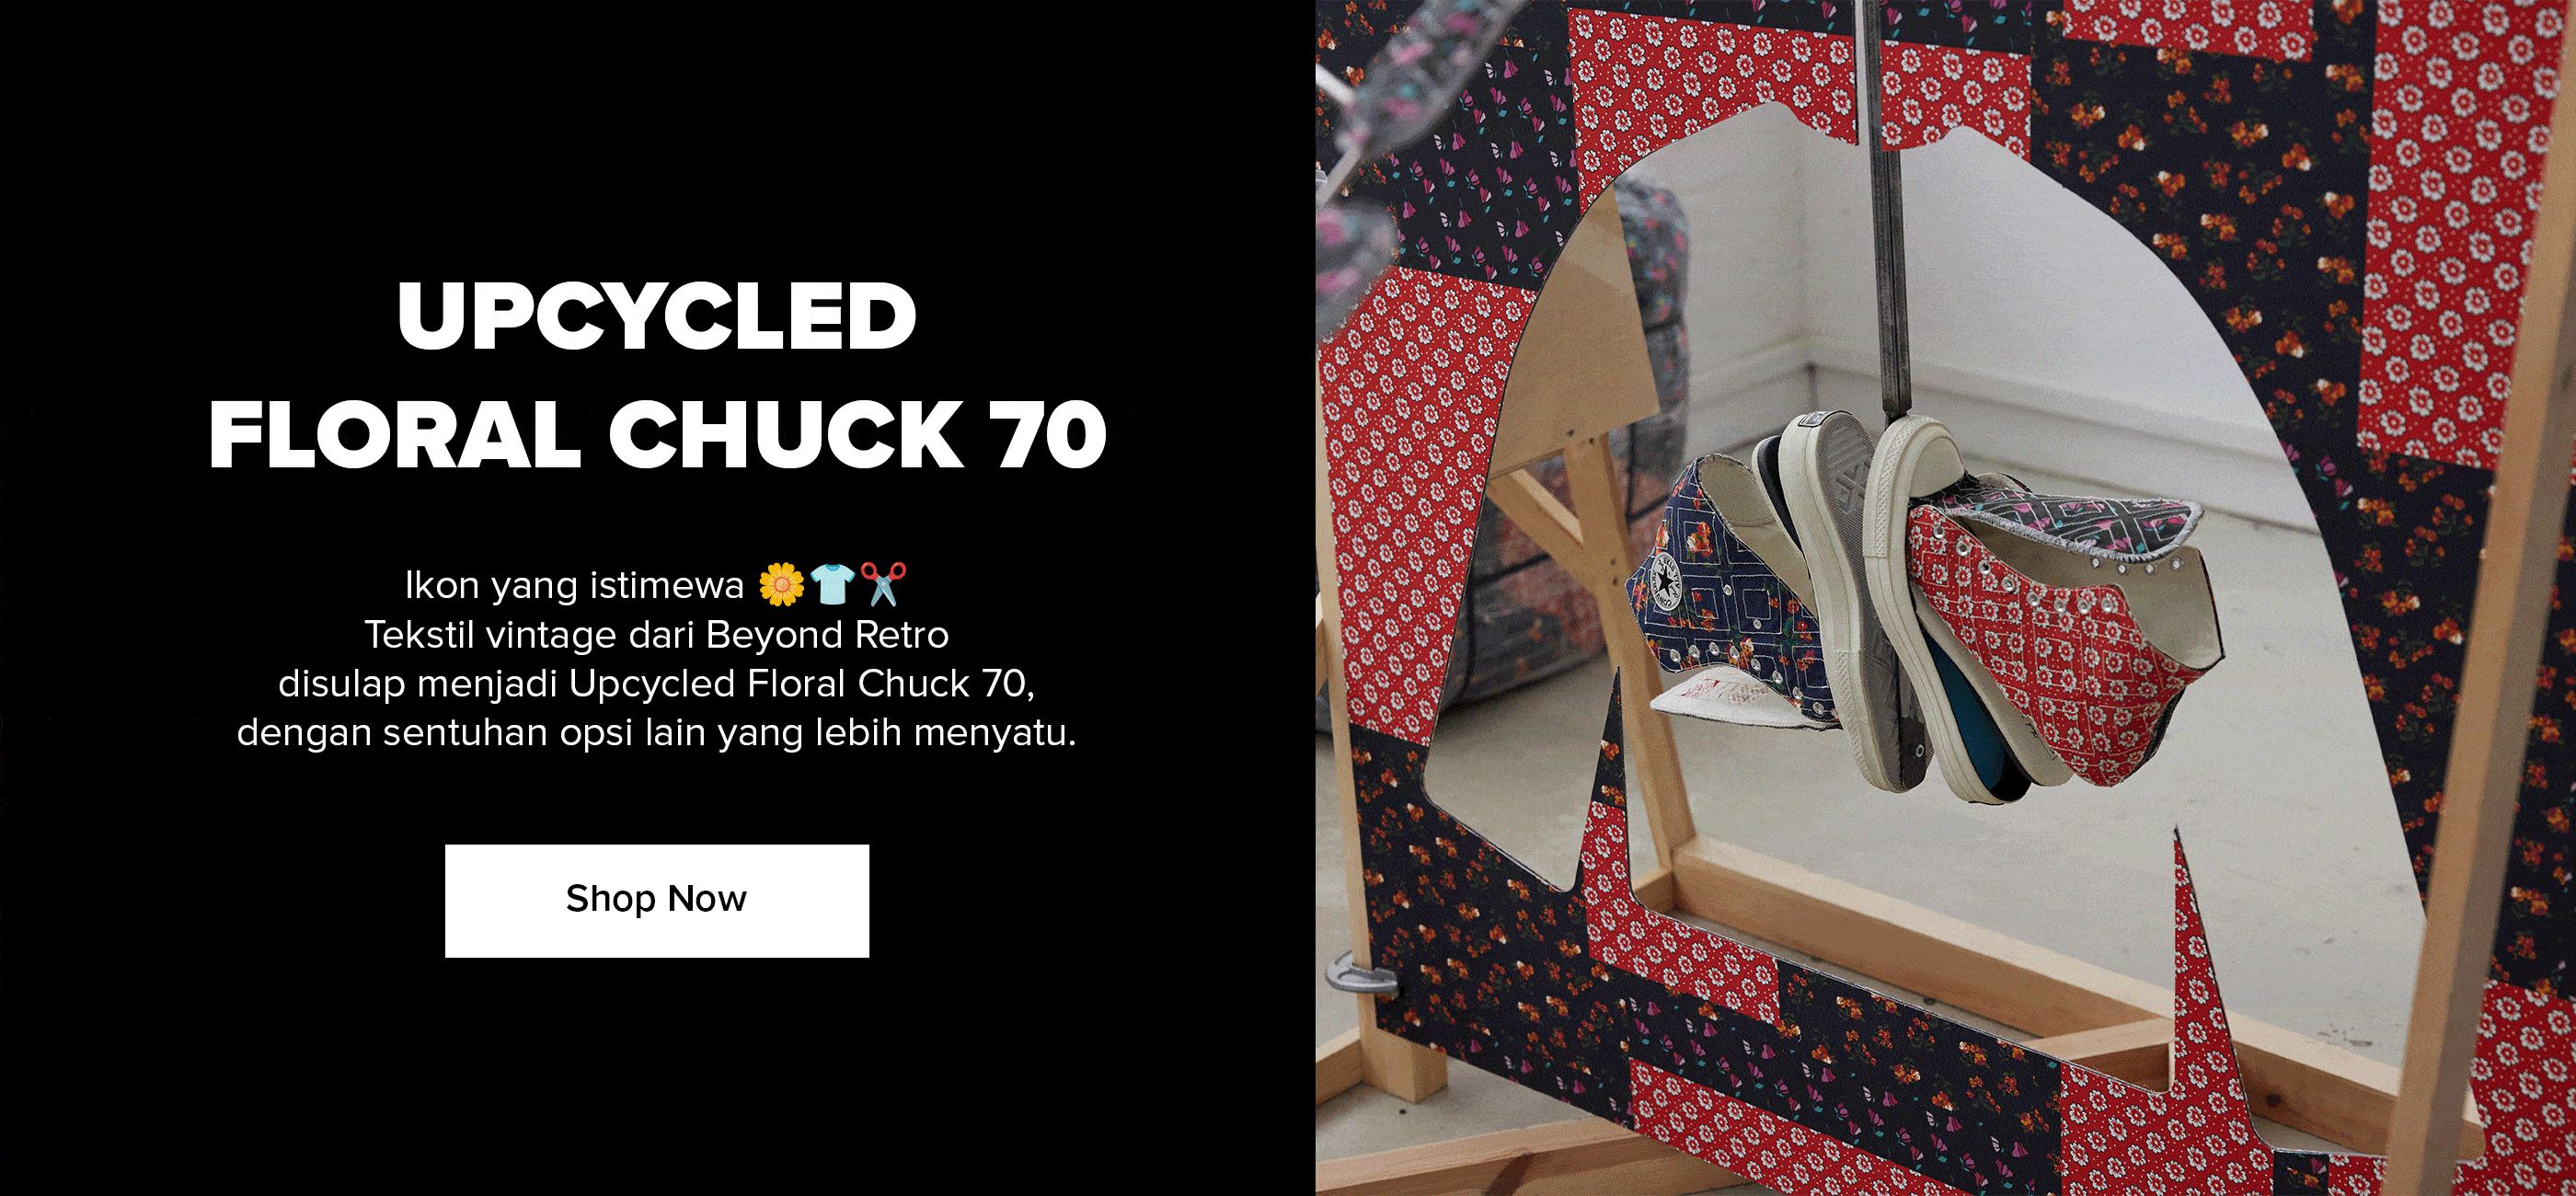 UPCYCLED
FLORAL CHUCK 70
Ikon yang istimewa 🌼👕✂️
Tekstil vintage dari Beyond Retro
disulap menjadi Upcycled Floral Chuck 70,
dengan sentuhan opsi lain yang lebih menyatu.
Shop Now